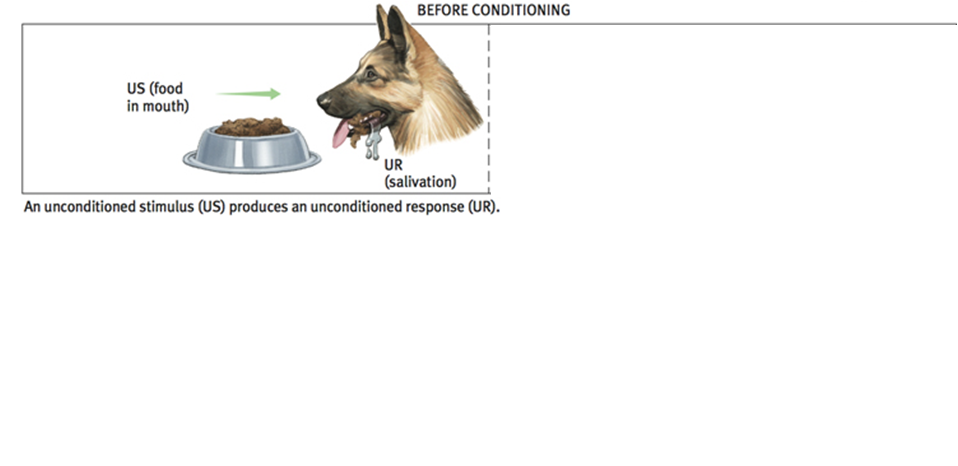 BEFORE CONDITIONING
US (food
in mouth)
UR
(salivation)
An unconditioned stimulus (US) produces an unconditioned response (UR).